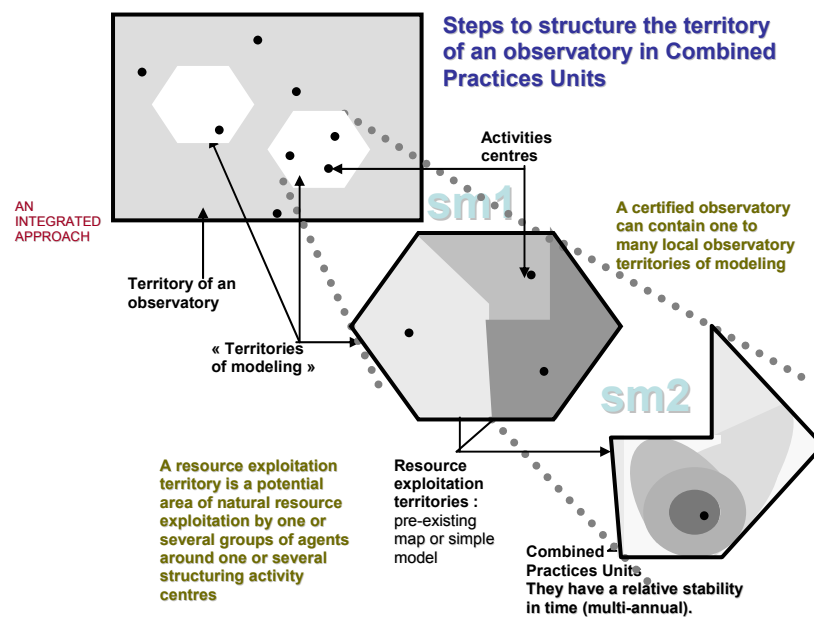 Steps to structure the territory
of an observatory in Combined
Practices Units
Activities
centres
sm1
AN
INTEGRATED
APPROACH
A certified observatory
can contain one to
many local observatory
territories of modeling
Territory of an
observatory
« Territories
of modeling »
sm2
A resource exploitation
territory is a potential
area of natural resource
exploitation by one or
several groups of agents
around one or several
structuring activity
centres
Resource
exploitation
territories :
pre-existing
map or simple
model
Combined
Practices Units
They have a relative stability
in time (multi-annual).